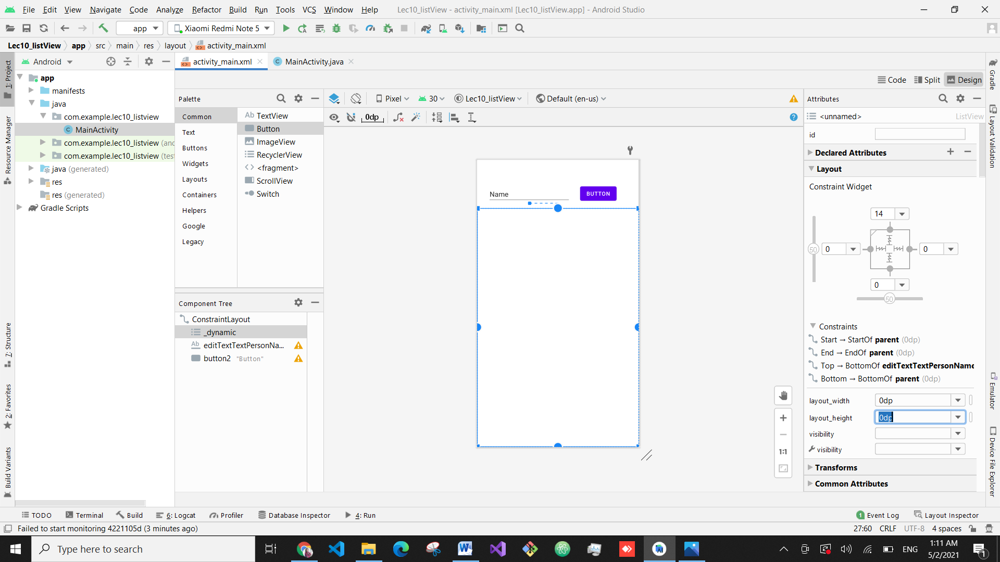 File Edit View Navigate Code Analyze Refactor Build Run Tools VCS Window Help Lec10_listView - activity_main.xml [Lec10_listView.app] - Android Studio
app Xiaomi Redmi Note 5
Lec10_listView app src main res layout activity_main.xml
Android activity_main.xml MainActivity.java
1: Project
Resource Manager
7: Structure
2: Favorites
Build Variants
app
manifests
java
com.example.lec10_listview
MainActivity
com.example.lec10_listview (and
com.example.lec10_listview (test
java (generated)
res
res (generated)
Gradle Scripts
Code Split Design
Palette
Common
Text
Buttons
Widgets
Layouts
Containers
Helpers
Google
Legacy
Ab TextView
Button
ImageView
RecyclerView
<fragment>
ScrollView
Switch
Component Tree
ConstraintLayout
_dynamic
Ab editTextTextPersonNa...
button2 "Button"
Pixel 30 Lec10_listView Default (en-us)
0dp
Name BUTTON
1:1
Attributes
<unnamed> ListView
id
Declared Attributes
Layout
Constraint Widget
14
50 0 0
0
50
Constraints
Start → StartOf parent (0dp)
End → EndOf parent (0dp)
Top → BottomOf editTextTextPersonName
Bottom → BottomOf parent (0dp)
layout_width 0dp
layout_height 0dp
visibility
visibility
Transforms
Common Attributes
Gradle
Layout Validation
Emulator
Device File Explorer
TODO Terminal Build 6: Logcat Profiler Database Inspector 4: Run 1 Event Log Layout Inspector
Failed to start monitoring 4221105d (3 minutes ago) 27:60 CRLF UTF-8 4 spaces
Type here to search ENG 1:11 AM
5/2/2021 1